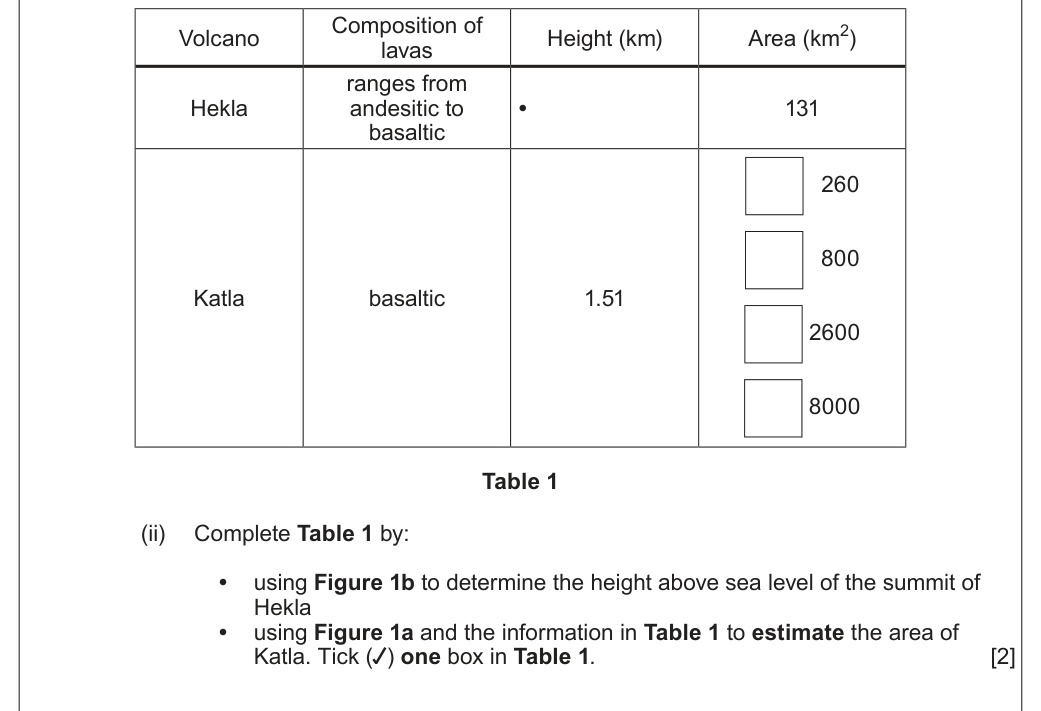 Volcano
Composition of
lavas
Height (km)
Area (km²)
Hekla
ranges from
andesitic to
basaltic
•
131
Katla
basaltic
1.51
260
800
2600
8000
Table 1
(ii) Complete Table 1 by:
• using Figure 1b to determine the height above sea level of the summit of
Hekla
• using Figure 1a and the information in Table 1 to estimate the area of
Katla. Tick (✓) one box in Table 1. [2]